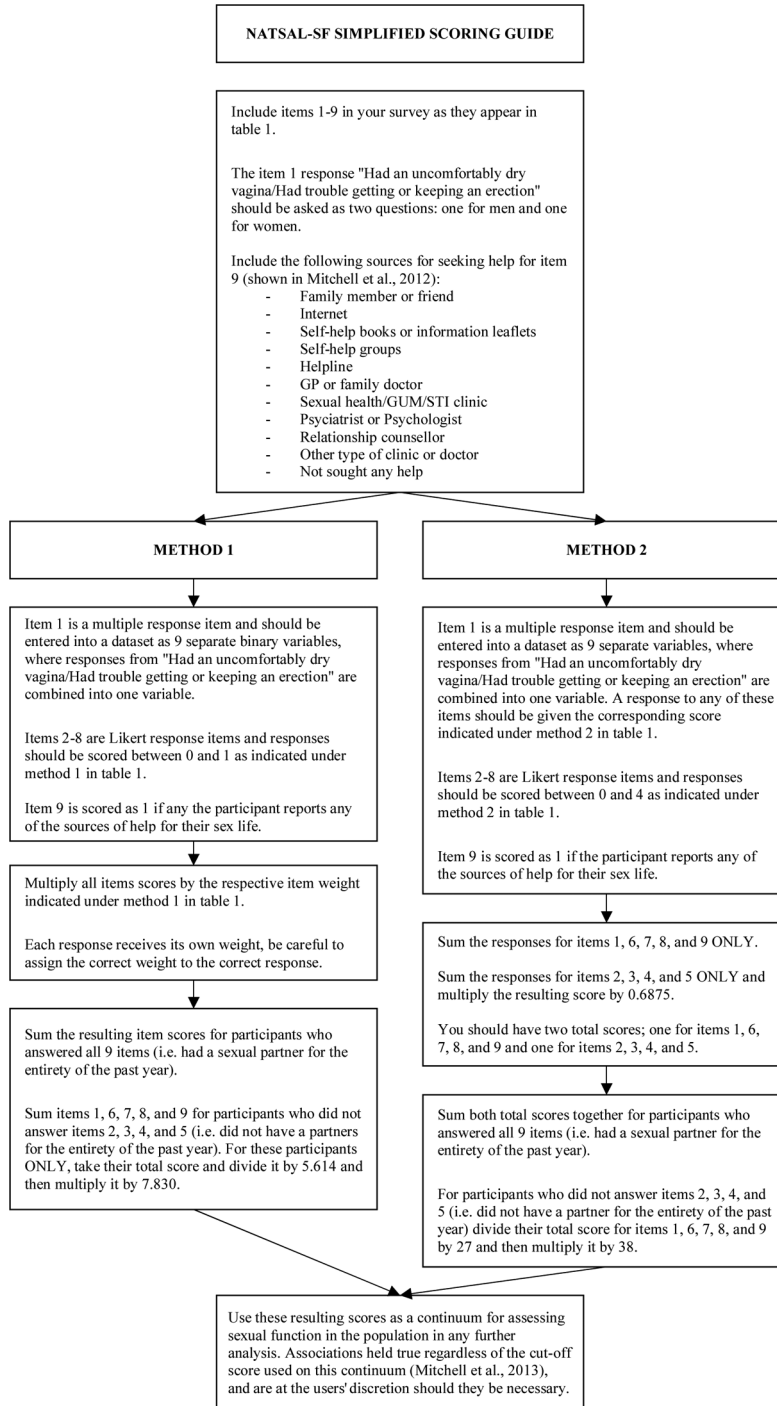 NATSAL-SF SIMPLIFIED SCORING GUIDE
Include items 1-9 in your survey as they appear in
table 1.
The item 1 response "Had an uncomfortably dry
vagina/Had trouble getting or keeping an erection"
should be asked as two questions: one for men and one
for women.
Include the following sources for seeking help for item
9 (shown in Mitchell et al., 2012):
- Family member or friend
- Internet
- Self-help books or information leaflets
- Self-help groups
- Helpline
- GP or family doctor
- Sexual health/GUM/STI clinic
- Psyciatrist or Psychologist
- Relationship counsellor
- Other type of clinic or doctor
- Not sought any help
METHOD 1
Item 1 is a multiple response item and should be
entered into a dataset as 9 separate binary variables,
where responses from "Had an uncomfortably dry
vagina/Had trouble getting or keeping an erection" are
combined into one variable.
Items 2-8 are Likert response items and responses
should be scored between 0 and 1 as indicated under
method 1 in table 1.
Item 9 is scored as 1 if any the participant reports any
of the sources of help for their sex life.
Multiply all items scores by the respective item weight
indicated under method 1 in table 1.
Each response receives its own weight, be careful to
assign the correct weight to the correct response.
Sum the resulting item scores for participants who
answered all 9 items (i.e. had a sexual partner for the
entirety of the past year).
Sum items 1, 6, 7, 8, and 9 for participants who did not
answer items 2, 3, 4, and 5 (i.e. did not have a partners
for the entirety of the past year). For these participants
ONLY, take their total score and divide it by 5.614 and
then multiply it by 7.830.
METHOD 2
Item 1 is a multiple response item and should be
entered into a dataset as 9 separate variables, where
responses from "Had an uncomfortably dry
vagina/Had trouble getting or keeping an erection" are
combined into one variable. A response to any of these
items should be given the corresponding score
indicated under method 2 in table 1.
Items 2-8 are Likert response items and responses
should be scored between 0 and 4 as indicated under
method 2 in table 1.
Item 9 is scored as 1 if the participant reports any of
the sources of help for their sex life.
Sum the responses for items 1, 6, 7, 8, and 9 ONLY.
Sum the responses for items 2, 3, 4, and 5 ONLY and
multiply the resulting score by 0.6875.
You should have two total scores; one for items 1, 6,
7, 8, and 9 and one for items 2, 3, 4, and 5.
Sum both total scores together for participants who
answered all 9 items (i.e. had a sexual partner for the
entirety of the past year).
For participants who did not answer items 2, 3, 4, and
5 (i.e. did not have a partner for the entirety of the past
year) divide their total score for items 1, 6, 7, 8, and 9
by 27 and then multiply it by 38.
Use these resulting scores as a continuum for assessing
sexual function in the population in any further
analysis. Associations held true regardless of the cut-off
score used on this continuum (Mitchell et al., 2013),
and are at the users' discretion should they be necessary.